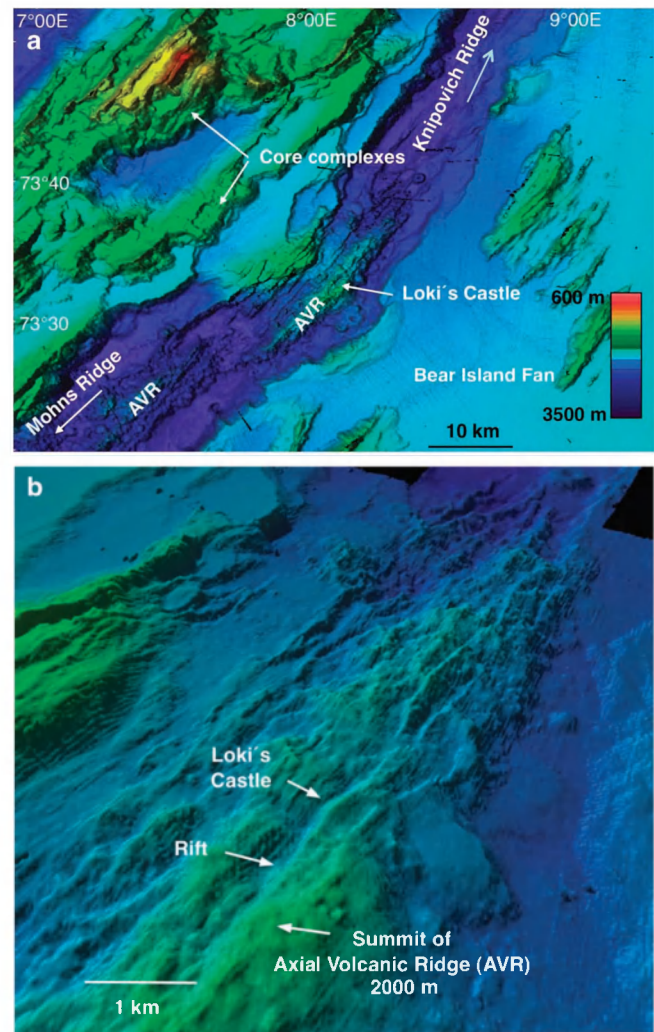 7°00E
8°00E
9°00E
a
Knipovich Ridge
Core complexes
73°40
Loki´s Castle
600 m
73°30
AVR
Mohns Ridge
AVR
Bear Island Fan
3500 m
10 km
b
Loki´s
Castle
Rift
Summit of
Axial Volcanic Ridge (AVR)
2000 m
1 km